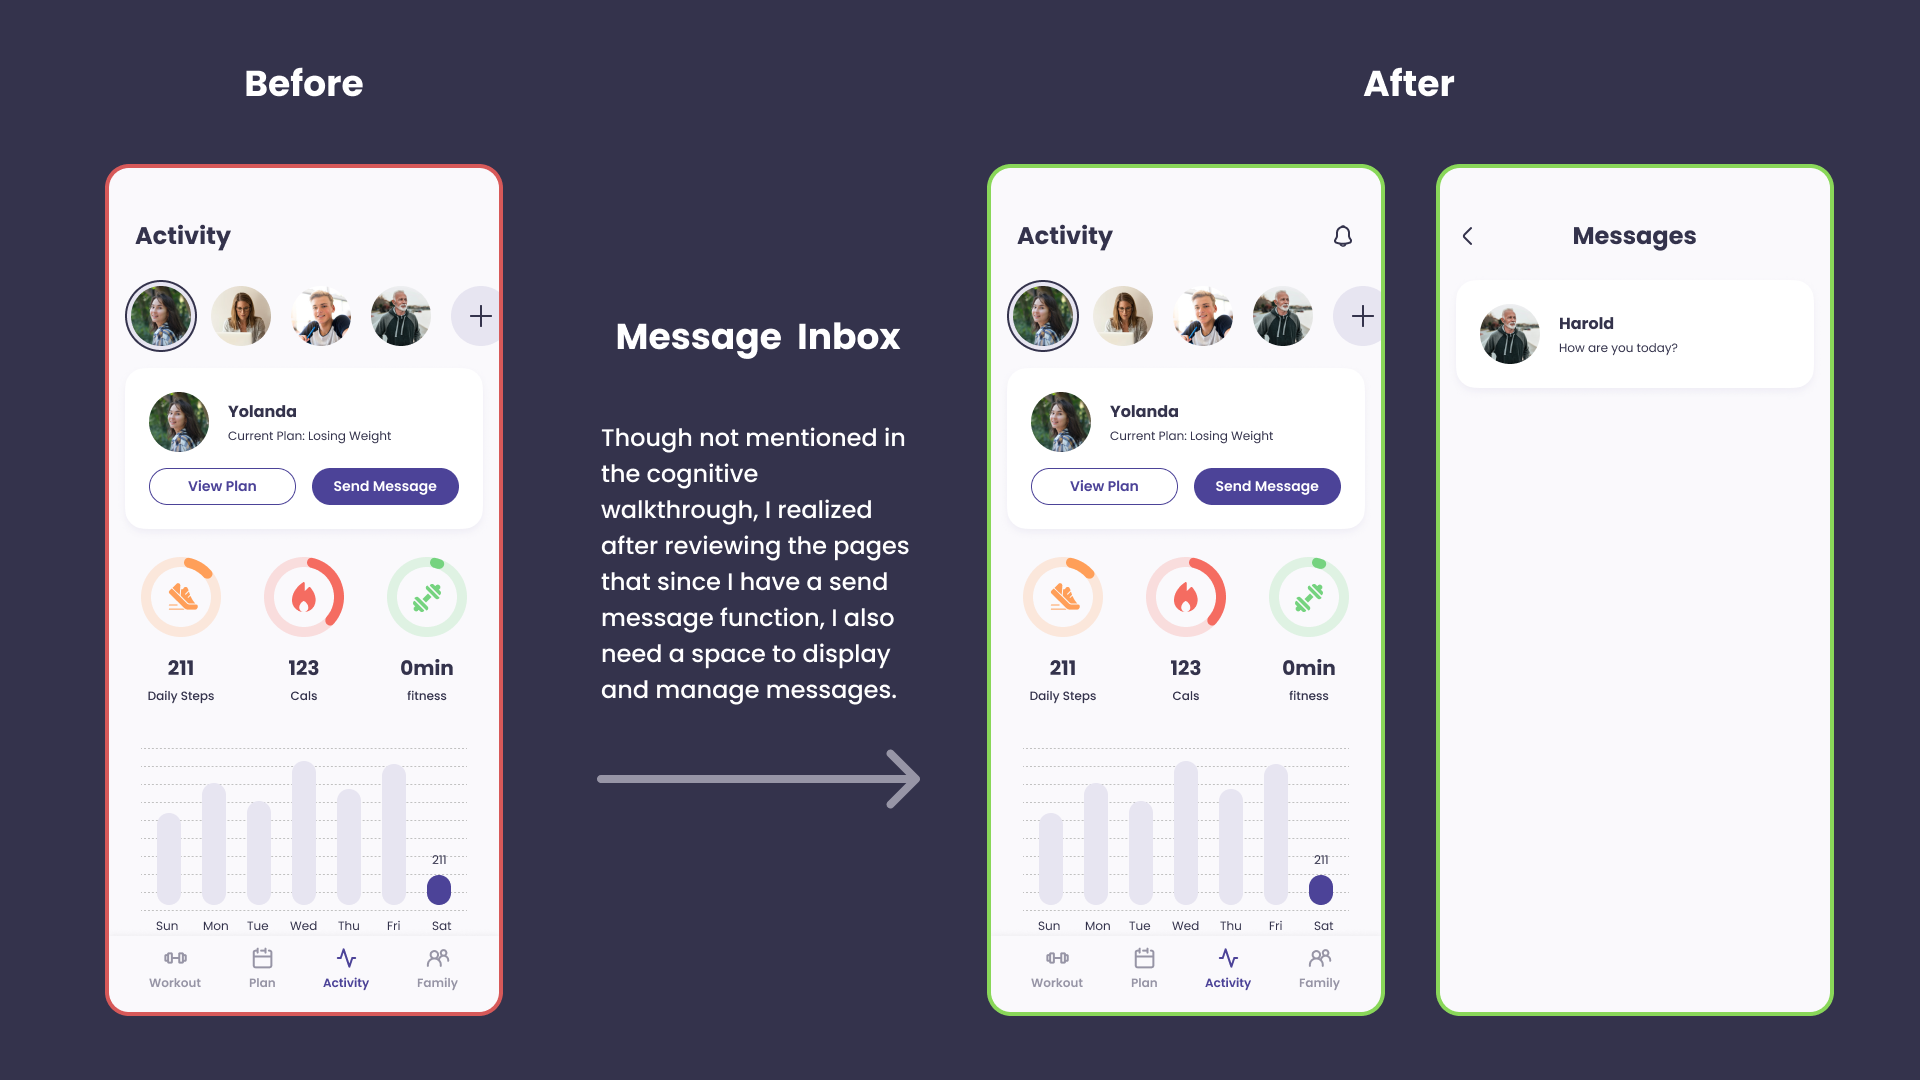 Before
After
Activity
Yolanda
Current Plan: Losing Weight
View Plan
Send Message
211
123
0min
Daily Steps
Cals
fitness
211
Sun Mon Tue Wed Thu Fri Sat
Workout Plan Activity Family
Message Inbox
Though not mentioned in
the cognitive
walkthrough, I realized
after reviewing the pages
that since I have a send
message function, I also
need a space to display
and manage messages.
Activity
Yolanda
Current Plan: Losing Weight
View Plan
Send Message
211
123
0min
Daily Steps
Cals
fitness
211
Sun Mon Tue Wed Thu Fri Sat
Workout Plan Activity Family
Messages
Harold
How are you today?